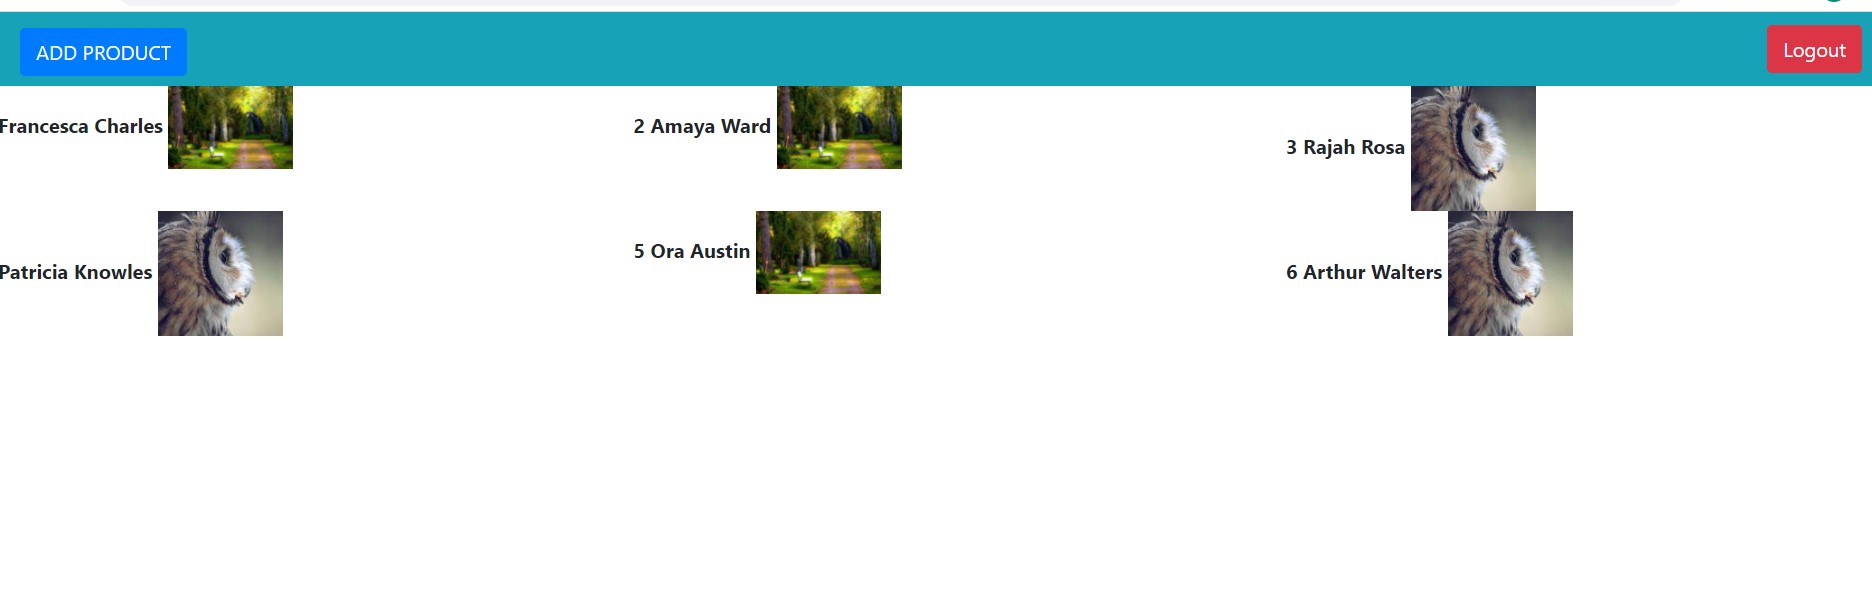 ADD PRODUCT
Logout
Francesca Charles
2 Amaya Ward
3 Rajah Rosa
Patricia Knowles
5 Ora Austin
6 Arthur Walters